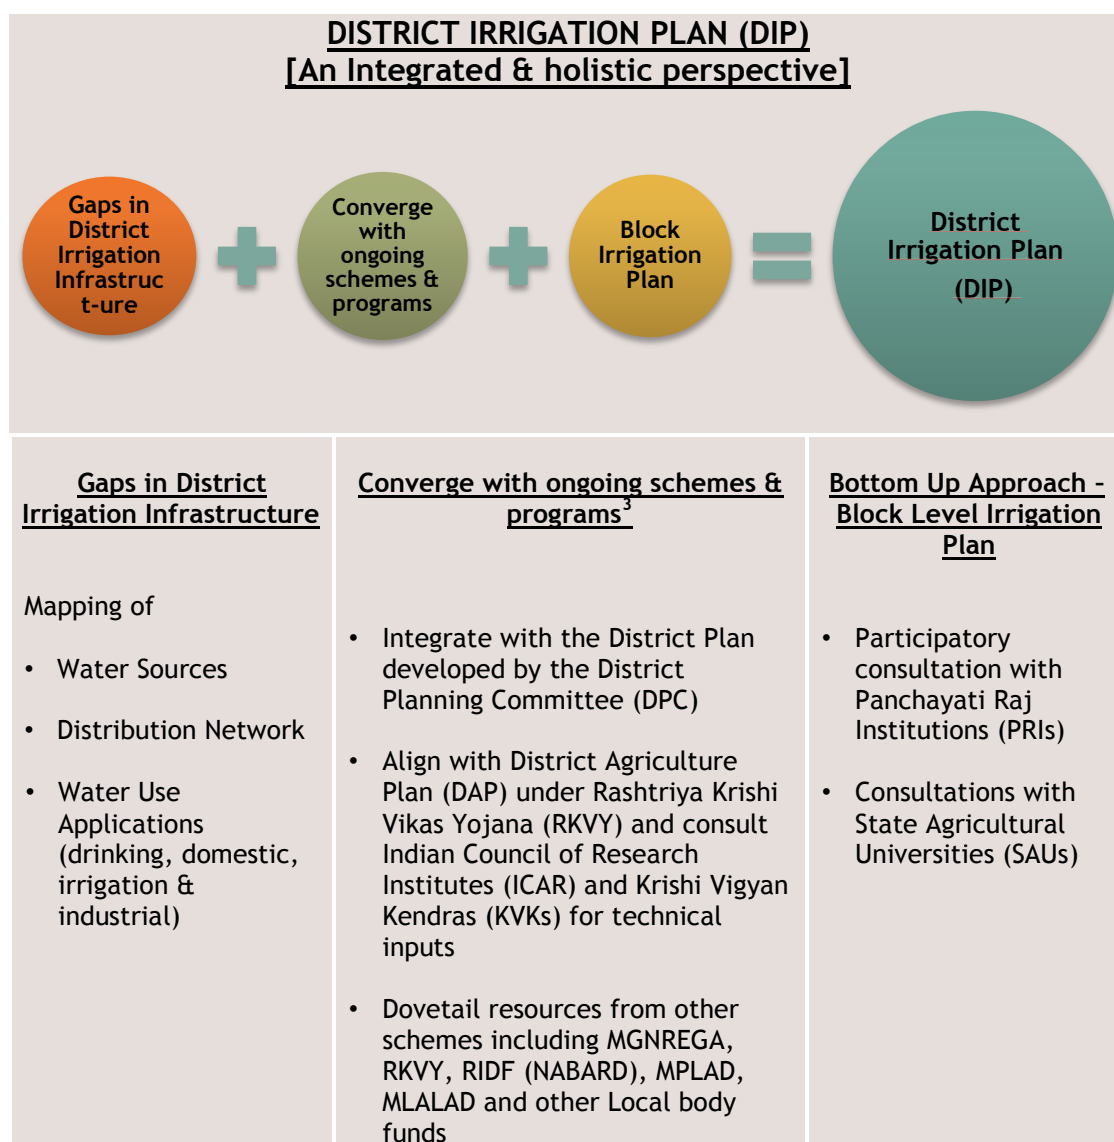 DISTRICT IRRIGATION PLAN (DIP)
[An Integrated & holistic perspective]
Gaps in
District
Irrigation
Infrastruc
t-ure
Converge
with
ongoing
schemes &
programs
Block
Irrigation
Plan
District
Irrigation Plan
(DIP)
Gaps in District
Irrigation Infrastructure
Mapping of
• Water Sources
• Distribution Network
• Water Use
Applications
(drinking, domestic,
irrigation &
industrial)
Converge with ongoing schemes &
programs³
• Integrate with the District Plan
developed by the District
Planning Committee (DPC)
• Align with District Agriculture
Plan (DAP) under Rashtriya Krishi
Vikas Yojana (RKVY) and consult
Indian Council of Research
Institutes (ICAR) and Krishi Vigyan
Kendras (KVKs) for technical
inputs
• Dovetail resources from other
schemes including MGNREGA,
RKVY, RIDF (NABARD), MPLAD,
MLALAD and other Local body
funds
Bottom Up Approach –
Block Level Irrigation
Plan
• Participatory
consultation with
Panchayati Raj
Institutions (PRIs)
• Consultations with
State Agricultural
Universities (SAUs)